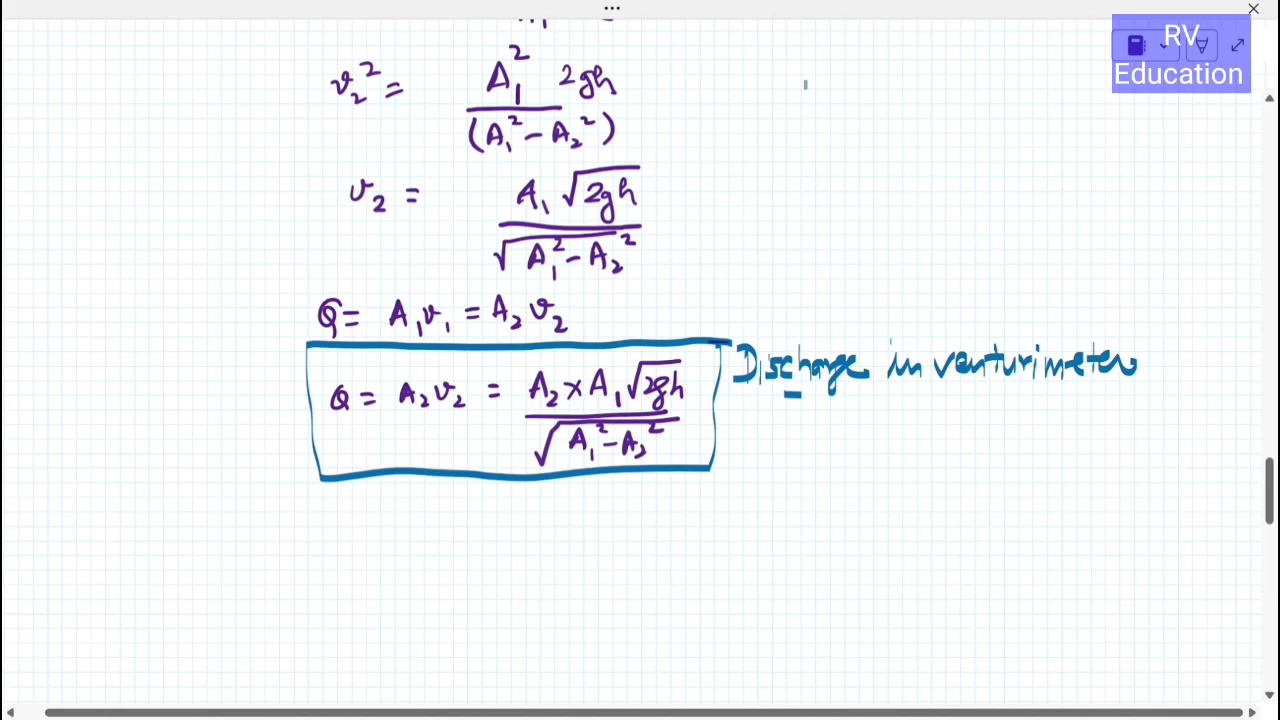 RV
Education
v₂² = A₁² 2gh / (A₁² - A₂²)
v₂ = A₁ √2gh / √A₁² - A₂²
Q = A₁v₁ = A₂v₂
Q = A₂v₂ = A₂ × A₁ √2gh / √A₁² - A₂²
Discharge in venturimeter